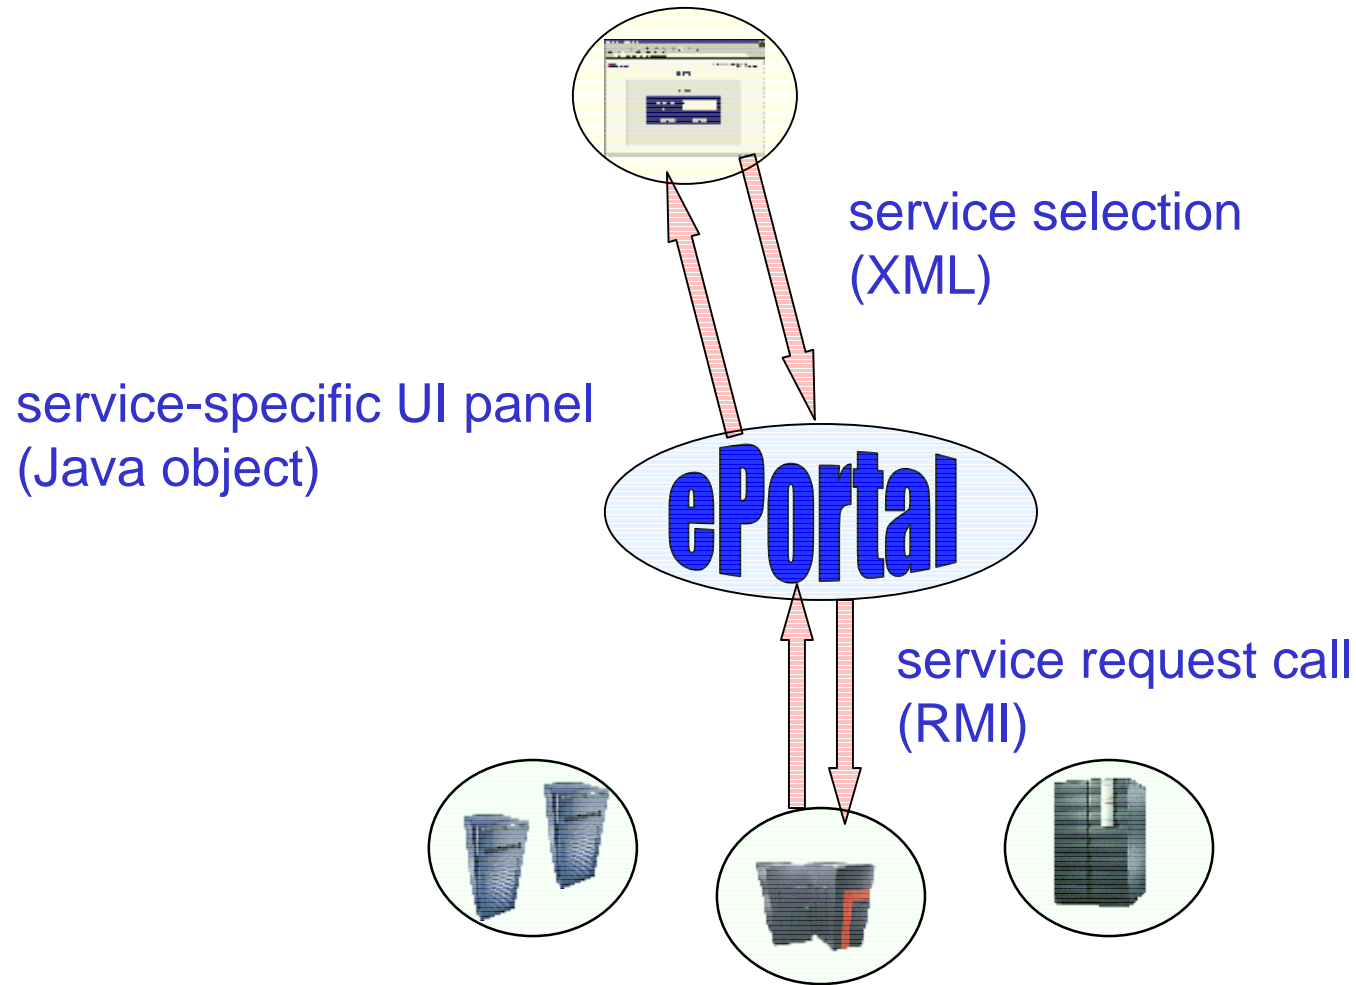 service selection
(XML)
service-specific UI panel
(Java object)
ePortal
service request call
(RMI)